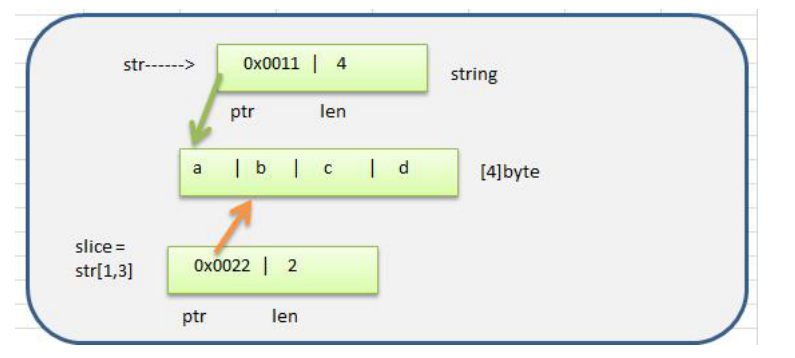 str------> 0x0011 | 4 string
ptr len
a | b | c | d [4]byte
slice =
str[1,3] 0x0022 | 2
ptr len